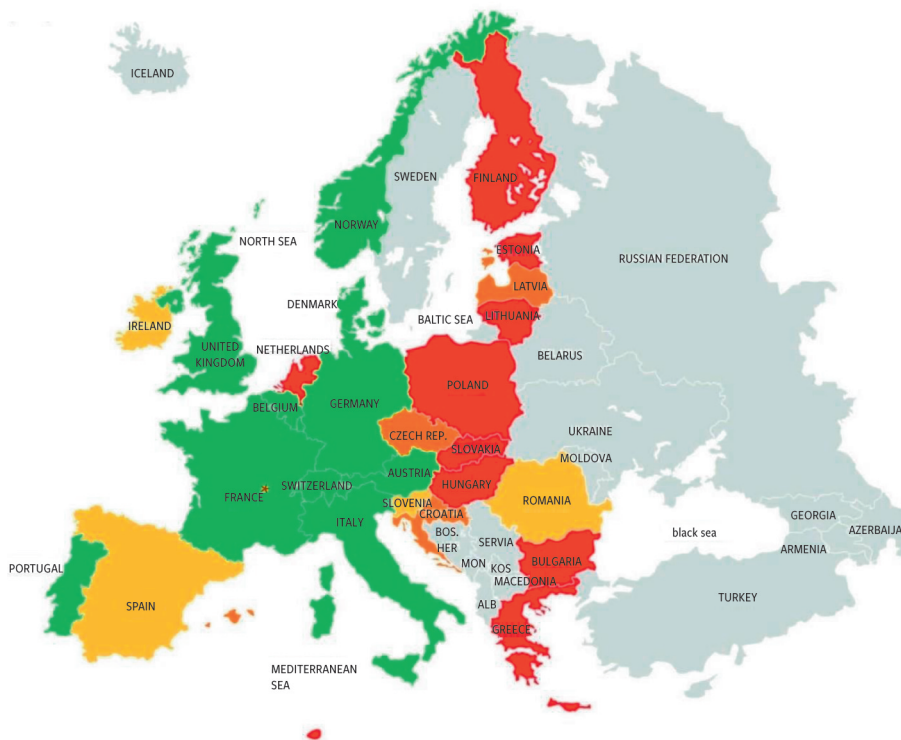 ICELAND
SWEDEN
FINLAND
NORWAY
NORTH SEA
ESTONIA
RUSSIAN FEDERATION
LATVIA
DENMARK
LITHUANIA
BALTIC SEA
IRELAND
UNITED
KINGDOM
NETHERLANDS
BELARUS
POLAND
BELGIUM
GERMANY
UKRAINE
CZECH REP.
SLOVAKIA
MOLDOVA
AUSTRIA
HUNGARY
SWITZERLAND
FRANCE
ROMANIA
SLOVENIA
CROATIA
ITALY
GEORGIA
AZERBAIJA
BOS.
HER
SERVIA
black sea
ARMENIA
MON
KOS
BULGARIA
PORTUGAL
MACEDONIA
TURKEY
SPAIN
ALB
GREECE
MEDITERRANEAN
SEA